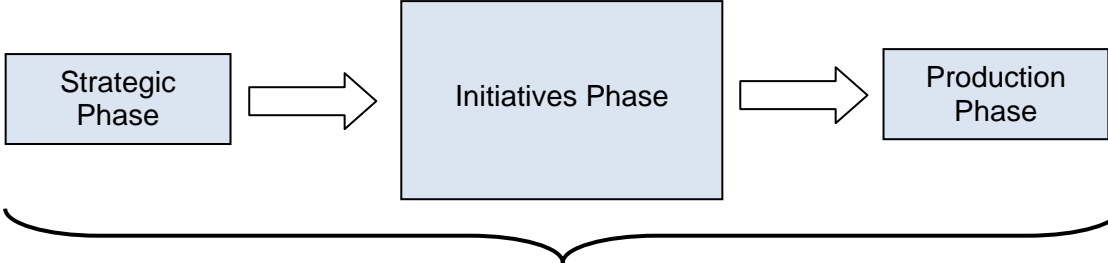 Strategic
Phase
Initiatives Phase
Production
Phase